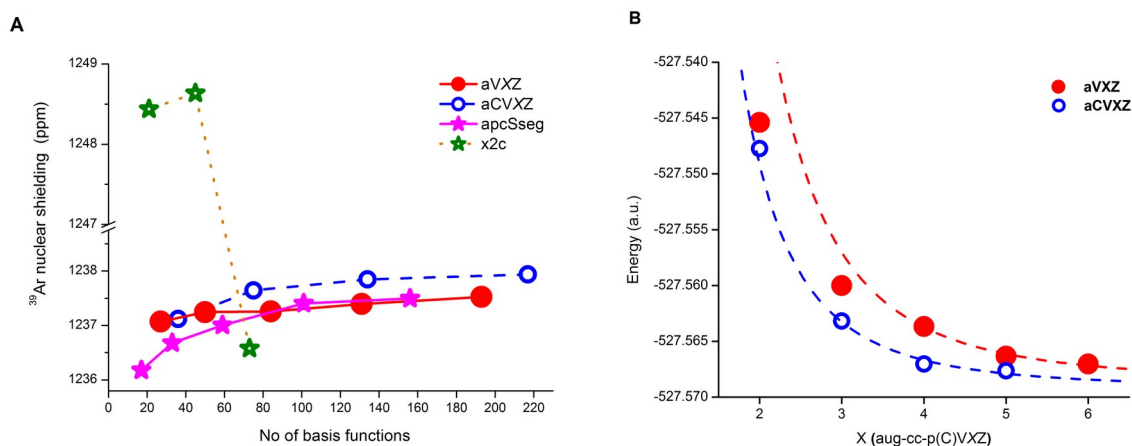 A
1249
1248
1247
1238
1237
1236
³⁹Ar nuclear shielding (ppm)
0 20 40 60 80 100 120 140 160 180 200 220
No of basis functions
aVXZ
aCVXZ
apcSseg
x2c
B
-527.540
-527.545
-527.550
-527.555
-527.560
-527.565
-527.570
Energy (a.u.)
2 3 4 5 6
X (aug-cc-p(C)VXZ)
aVXZ
aCVXZ